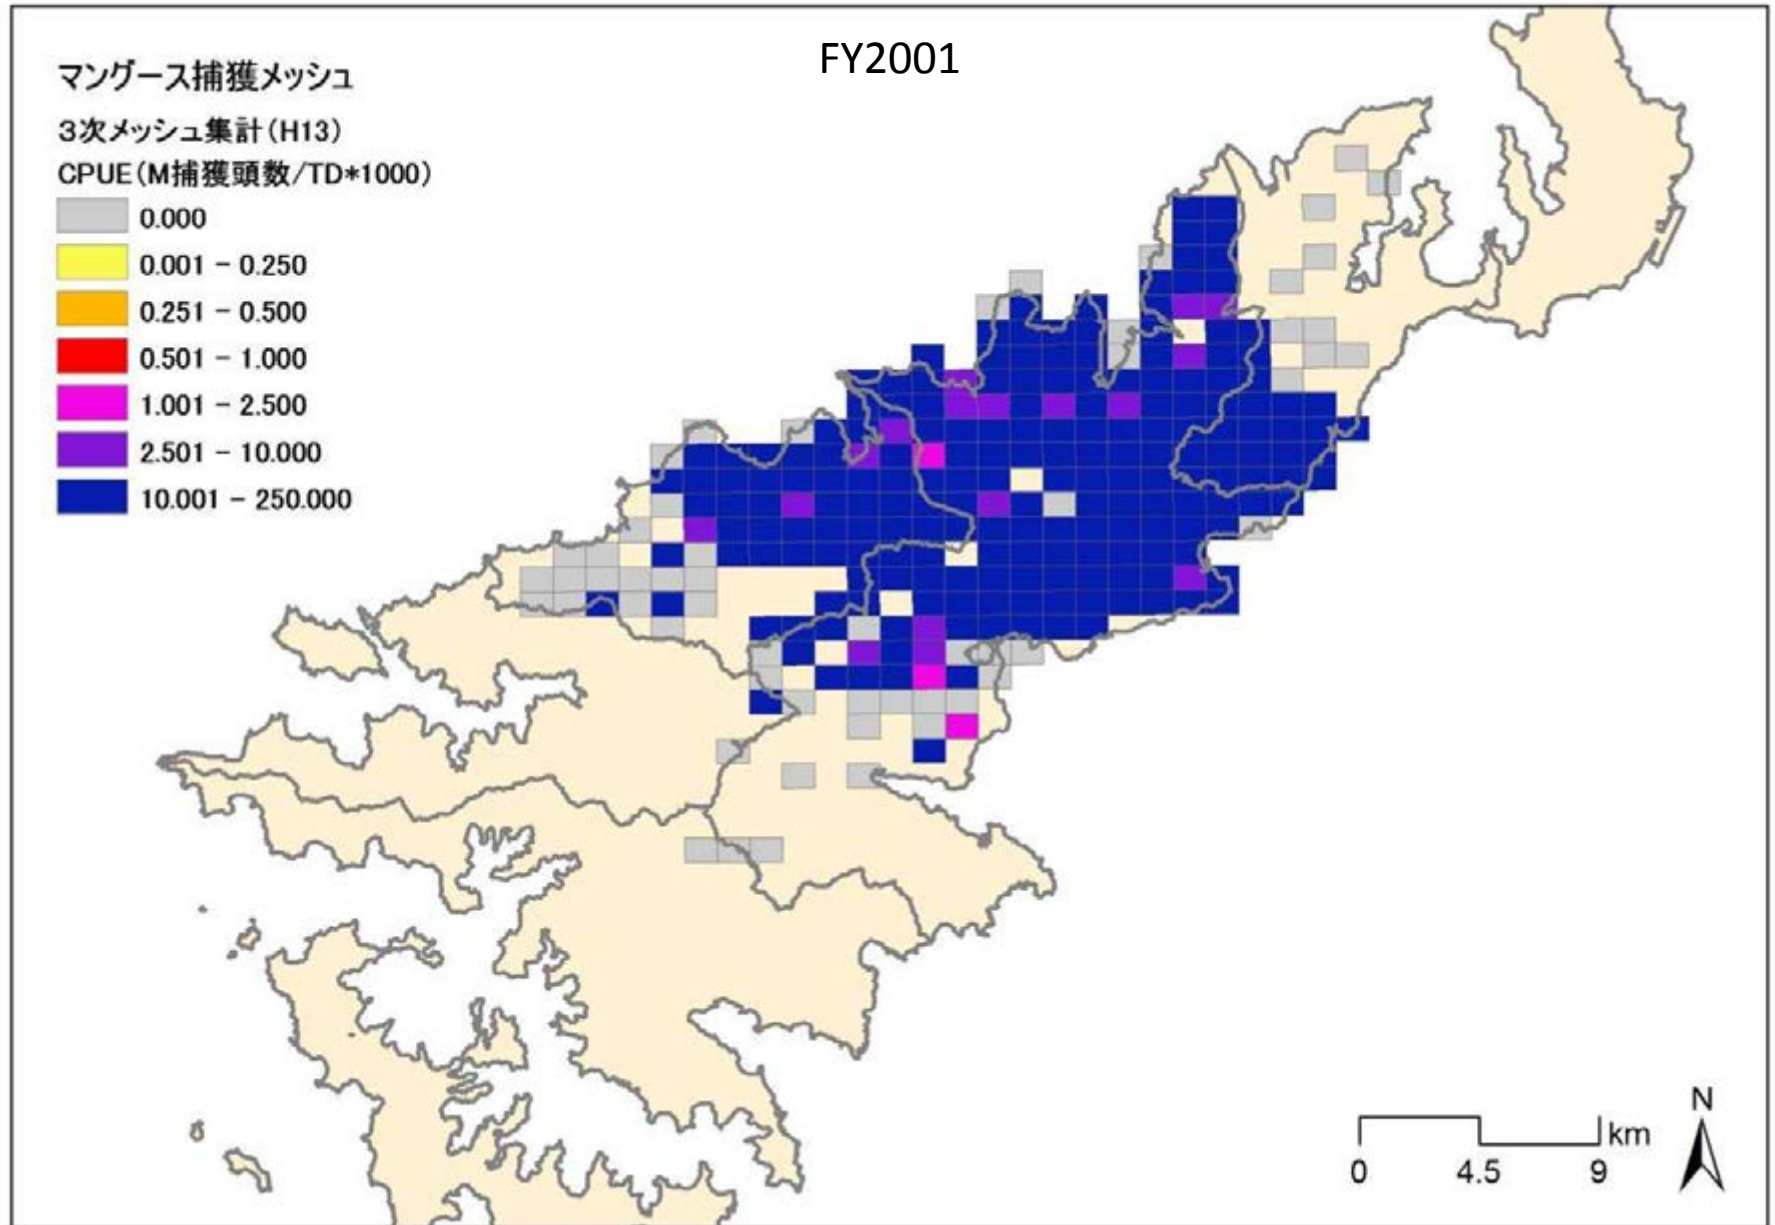 FY2001
マングース捕獲メッシュ
3次メッシュ集計(H13)
CPUE(M捕獲頭数/TD*1000)
0.000
0.001 - 0.250
0.251 - 0.500
0.501 - 1.000
1.001 - 2.500
2.501 - 10.000
10.001 - 250.000
N
km
0 4.5 9